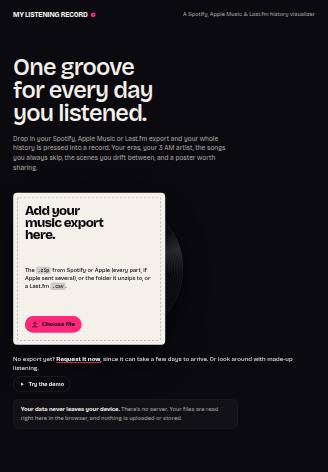 MY LISTENING RECORD
A Spotify, Apple Music & Last.fm history visualizer
One groove
for every day
you listened.
Drop in your Spotify, Apple Music or Last.fm export and your whole
history is pressed into a record. Your eras, your 3 AM artist, the songs
you always skip, the scenes you drift between, and a poster worth
sharing.
Add your
music export
here.
The .zip from Spotify or Apple (every part, if
Apple sent several), or the folder it unzips to, or
a Last.fm .csv.
Choose file
No export yet? Request it now, since it can take a few days to arrive. Or look around with made-up
listening.
Try the demo
Your data never leaves your device. There's no server. Your files are read
right here in the browser, and nothing is uploaded or stored.